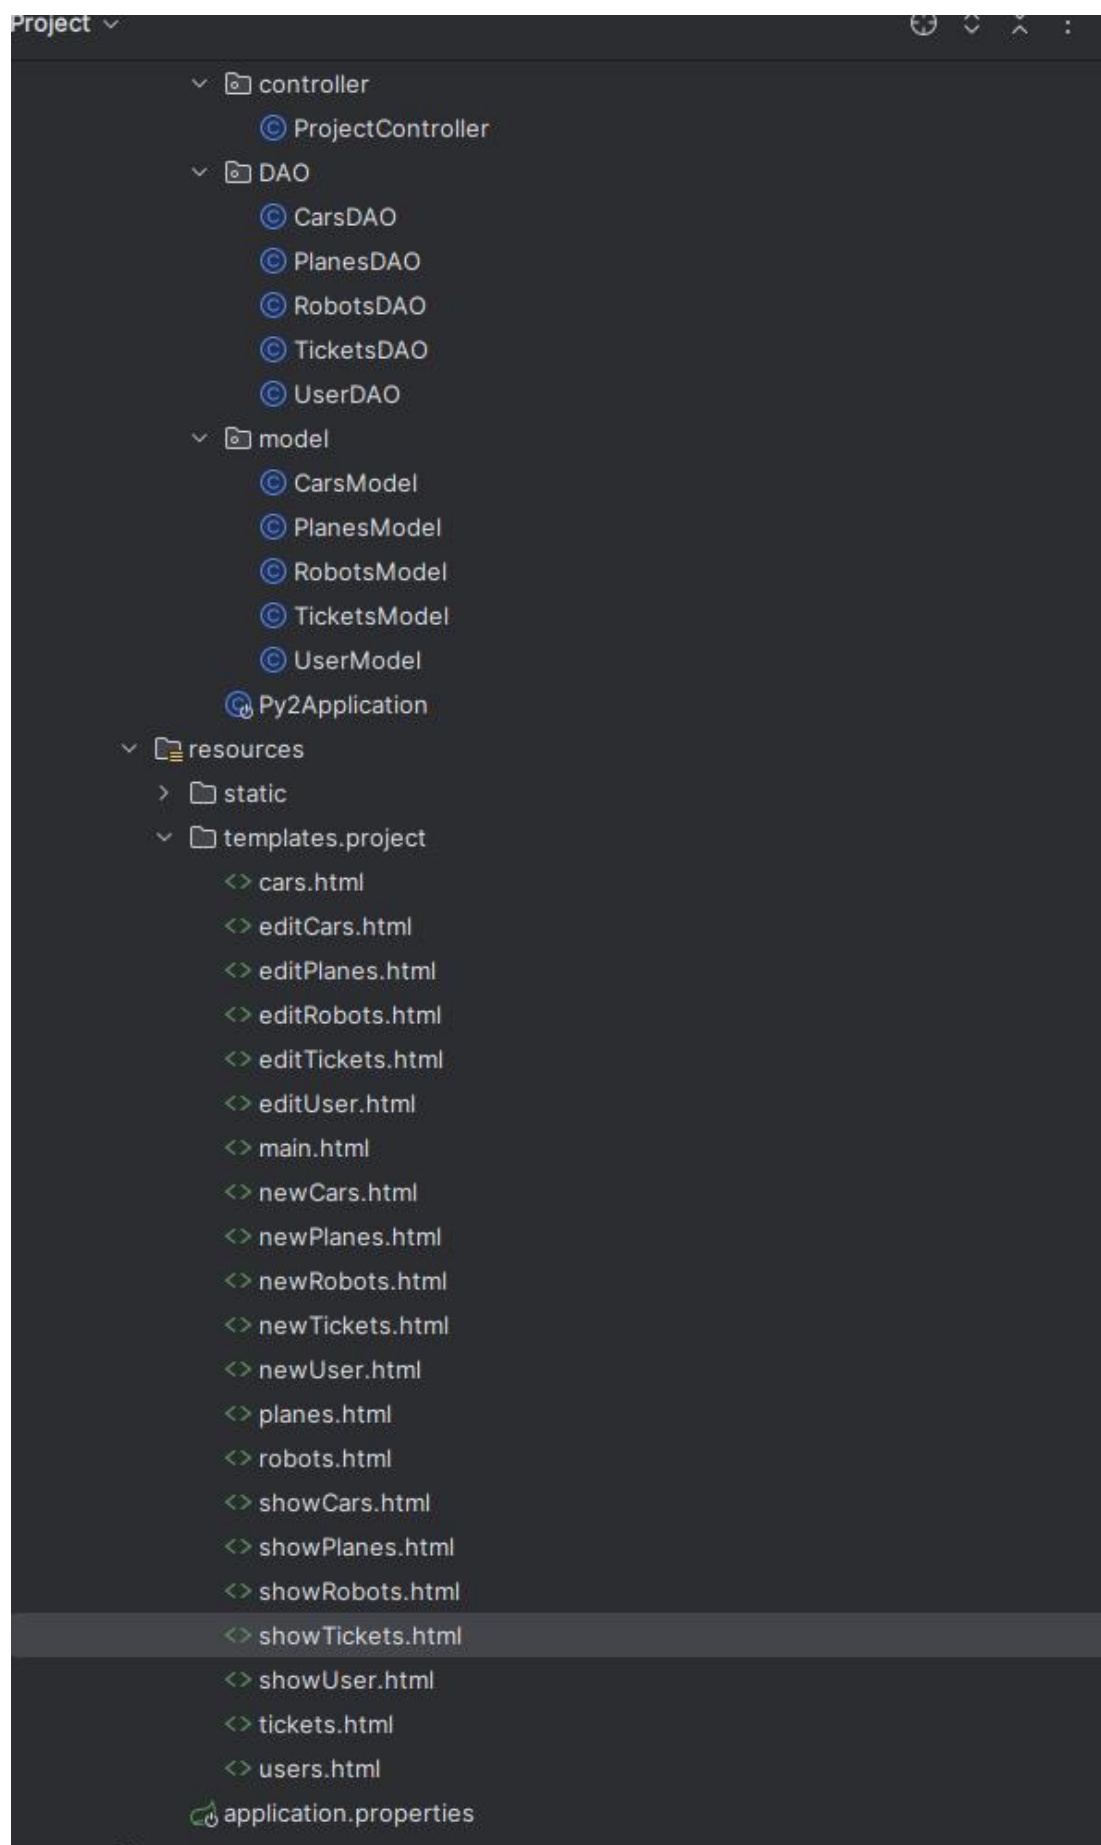 Project
controller
ProjectController
DAO
CarsDAO
PlanesDAO
RobotsDAO
TicketsDAO
UserDAO
model
CarsModel
PlanesModel
RobotsModel
TicketsModel
UserModel
Py2Application
resources
static
templates.project
cars.html
editCars.html
editPlanes.html
editRobots.html
editTickets.html
editUser.html
main.html
newCars.html
newPlanes.html
newRobots.html
newTickets.html
newUser.html
planes.html
robots.html
showCars.html
showPlanes.html
showRobots.html
showTickets.html
showUser.html
tickets.html
users.html
application.properties